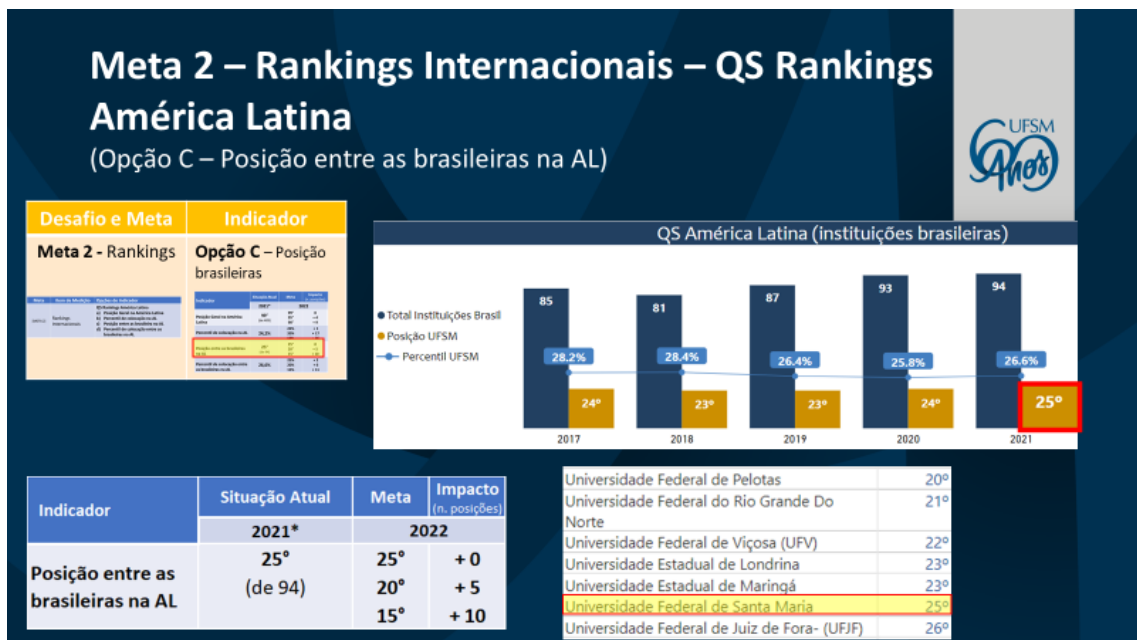 Meta 2 – Rankings Internacionais – QS Rankings
América Latina
(Opção C – Posição entre as brasileiras na AL)
UFSM
60 Anos
Desafio e Meta
Indicador
Meta 2 - Rankings
Opção C – Posição
brasileiras
QS América Latina (instituições brasileiras)
Total Instituições Brasil
Posição UFSM
Percentil UFSM
85
81
87
93
94
28.2%
28.4%
26.4%
25.8%
26.6%
24º
23º
23º
24º
25º
2017
2018
2019
2020
2021
Indicador
Situação Atual
Meta
Impacto
(n. posições)
2021*
2022
Posição entre as
brasileiras na AL
25°
(de 94)
25° + 0
20° + 5
15° + 10
Universidade Federal de Pelotas 20º
Universidade Federal do Rio Grande Do 21º
Norte
Universidade Federal de Viçosa (UFV) 22º
Universidade Estadual de Londrina 23º
Universidade Estadual de Maringá 23º
Universidade Federal de Santa Maria 25º
Universidade Federal de Juiz de Fora- (UFJF) 26º